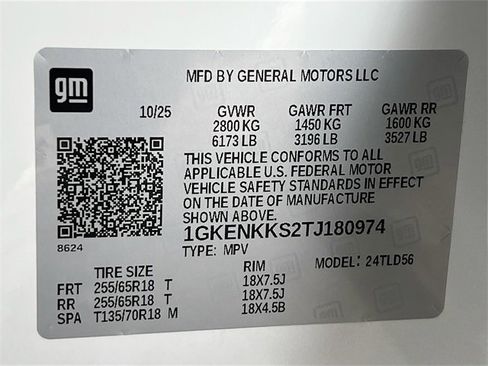 gm
MFD BY GENERAL MOTORS LLC
10/25 GVWR GAWR FRT GAWR RR
2800 KG 1450 KG 1600 KG
6173 LB 3196 LB 3527 LB
THIS VEHICLE CONFORMS TO ALL
APPLICABLE U.S. FEDERAL MOTOR
VEHICLE SAFETY STANDARDS IN EFFECT
ON THE DATE OF MANUFACTURE
SHOWN ABOVE.
1GKENKKS2TJ180974
8624
TYPE: MPV MODEL: 24TLD56
TIRE SIZE RIM
FRT 255/65R18 T 18X7.5J
RR 255/65R18 T 18X7.5J
SPA T135/70R18 M 18X4.5B